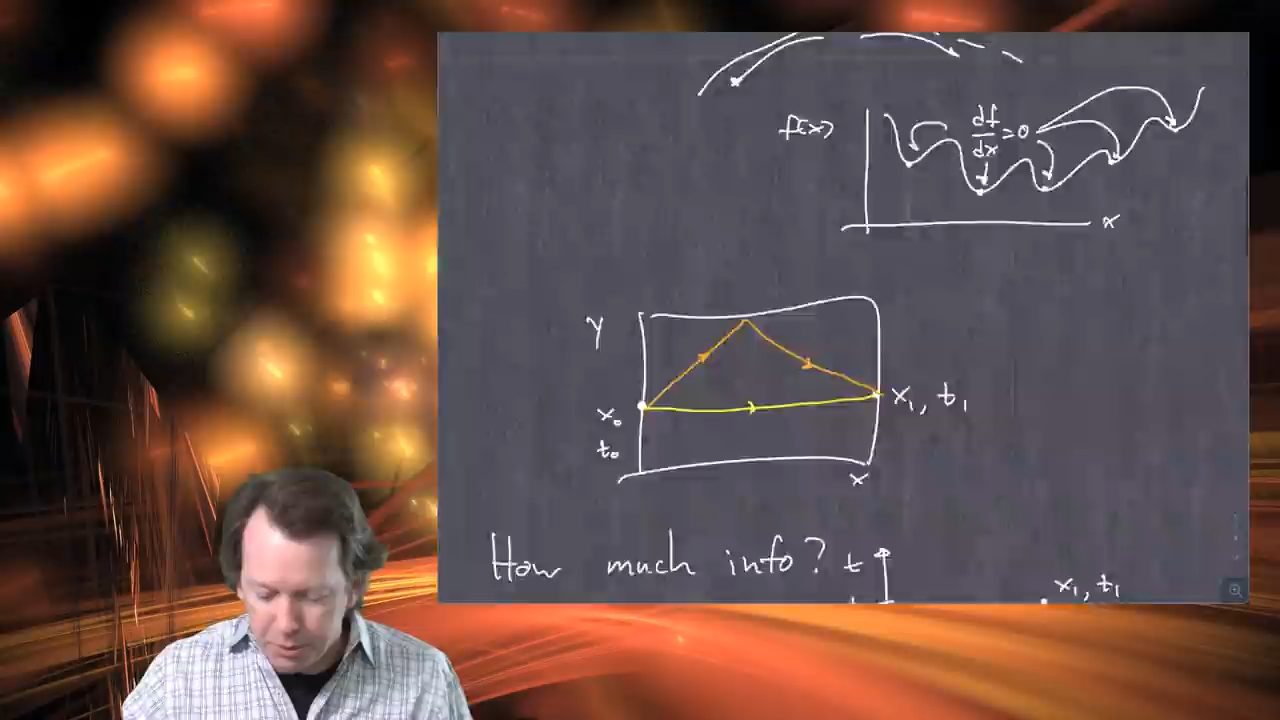 f(x)
df
dx
=0
x
y
x₀
t₀
x₁, t₁
x
How much info? t
x₁, t₁